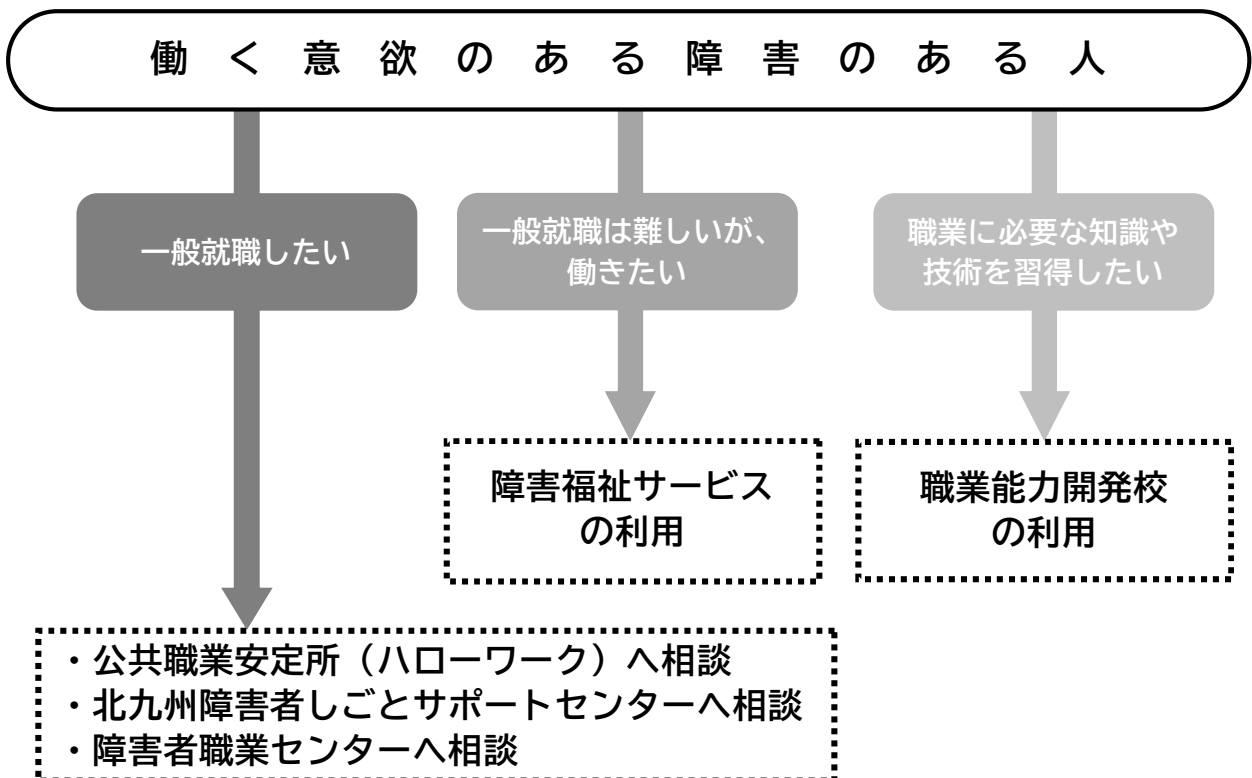 働く意欲のある障害のある人
一般就職したい
一般就職は難しいが、
働きたい
職業に必要な知識や
技術を習得したい
障害福祉サービス
の利用
職業能力開発校
の利用
・公共職業安定所（ハローワーク）へ相談
・北九州障害者しごとサポートセンターへ相談
・障害者職業センターへ相談